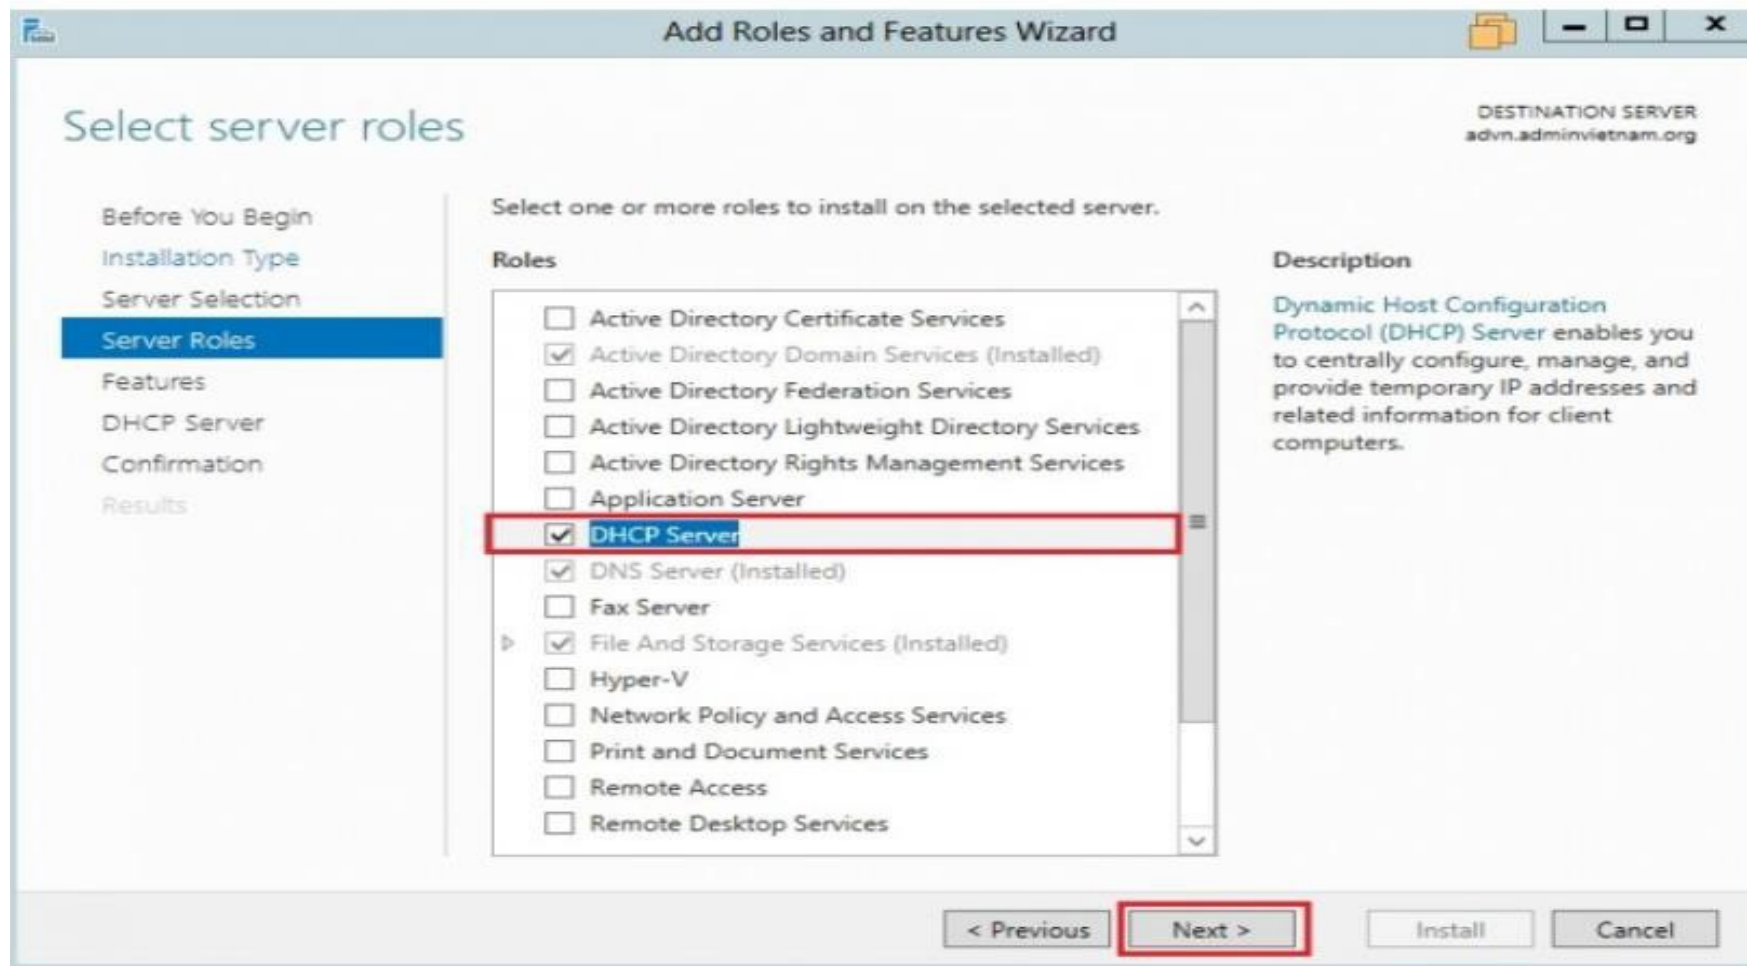 Add Roles and Features Wizard
Select server roles
DESTINATION SERVER
advn.adminvietnam.org
Before You Begin
Installation Type
Server Selection
Server Roles
Features
DHCP Server
Confirmation
Results
Select one or more roles to install on the selected server.
Roles
Active Directory Certificate Services
Active Directory Domain Services (Installed)
Active Directory Federation Services
Active Directory Lightweight Directory Services
Active Directory Rights Management Services
Application Server
DHCP Server
DNS Server (Installed)
Fax Server
File And Storage Services (Installed)
Hyper-V
Network Policy and Access Services
Print and Document Services
Remote Access
Remote Desktop Services
Description
Dynamic Host Configuration
Protocol (DHCP) Server enables you
to centrally configure, manage, and
provide temporary IP addresses and
related information for client
computers.
< Previous
Next >
Install
Cancel